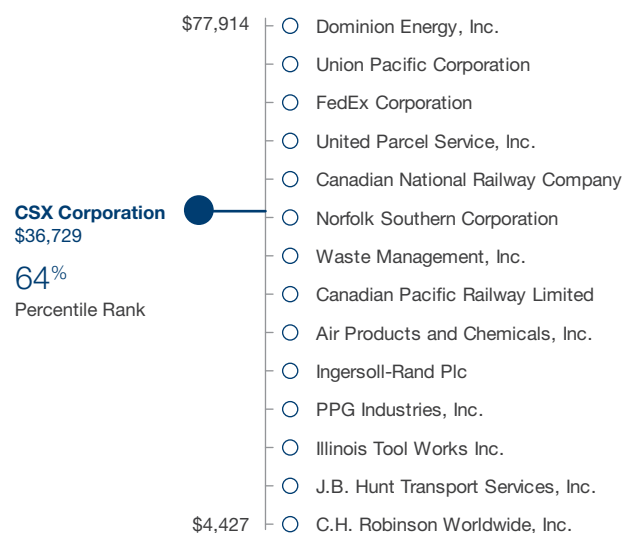 $77,914
Dominion Energy, Inc.
Union Pacific Corporation
FedEx Corporation
United Parcel Service, Inc.
Canadian National Railway Company
CSX Corporation
$36,729
64%
Percentile Rank
Norfolk Southern Corporation
Waste Management, Inc.
Canadian Pacific Railway Limited
Air Products and Chemicals, Inc.
Ingersoll-Rand Plc
PPG Industries, Inc.
Illinois Tool Works Inc.
J.B. Hunt Transport Services, Inc.
$4,427
C.H. Robinson Worldwide, Inc.